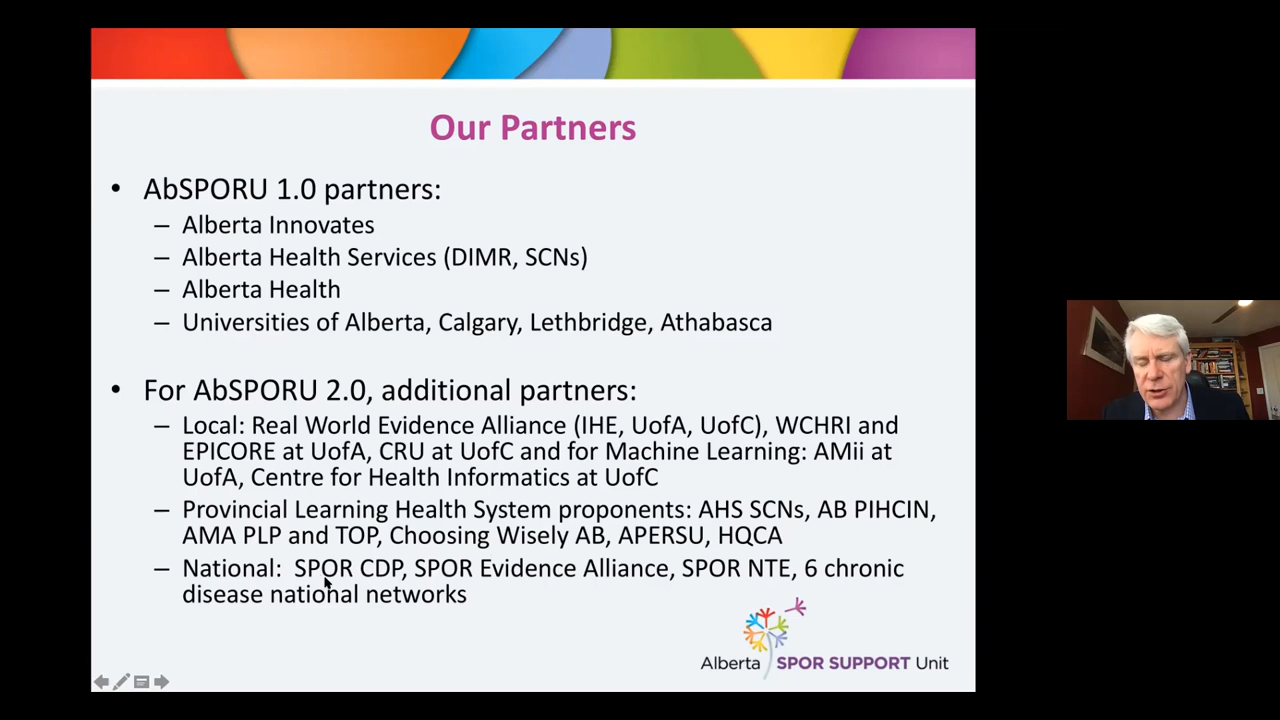 Our Partners
• AbSPORU 1.0 partners:
– Alberta Innovates
– Alberta Health Services (DIMR, SCNs)
– Alberta Health
– Universities of Alberta, Calgary, Lethbridge, Athabasca
• For AbSPORU 2.0, additional partners:
– Local: Real World Evidence Alliance (IHE, UofA, UofC), WCHRI and
EPICORE at UofA, CRU at UofC and for Machine Learning: AMii at
UofA, Centre for Health Informatics at UofC
– Provincial Learning Health System proponents: AHS SCNs, AB PIHCIN,
AMA PLP and TOP, Choosing Wisely AB, APERSU, HQCA
– National:  SPOR CDP, SPOR Evidence Alliance, SPOR NTE, 6 chronic
disease national networks
Alberta SPOR SUPPORT Unit